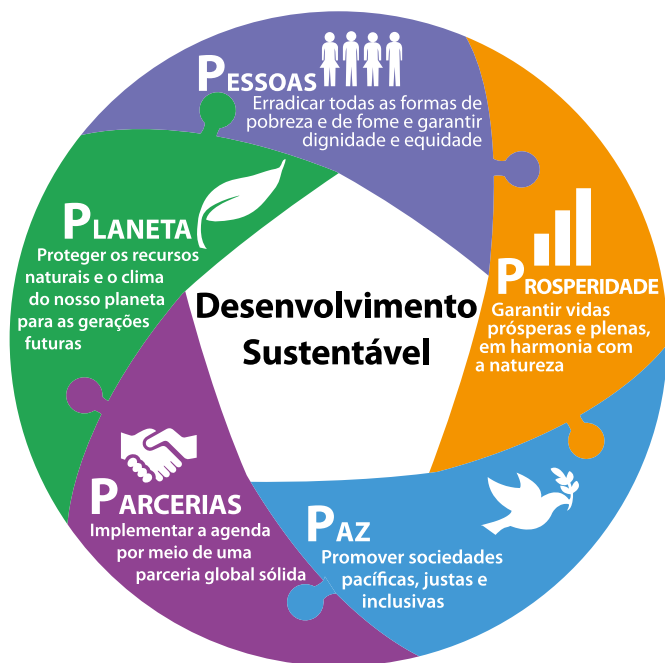 PESSOAS
Erradicar todas as formas de
pobreza e de fome e garantir
dignidade e equidade
PROSPERIDADE
Garantir vidas
prósperas e plenas,
em harmonia com
a natureza
PAZ
Promover sociedades
pacíficas, justas e
inclusivas
PARCERIAS
Implementar a agenda
por meio de uma
parceria global sólida
PLANETA
Proteger os recursos
naturais e o clima
do nosso planeta
para as gerações
futuras
Desenvolvimento
Sustentável